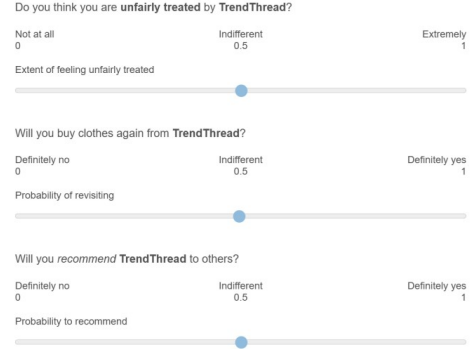 Do you think you are unfairly treated by TrendThread?
Not at all Indifferent Extremely
0 0.5 1
Extent of feeling unfairly treated
Will you buy clothes again from TrendThread?
Definitely no Indifferent Definitely yes
0 0.5 1
Probability of revisiting
Will you recommend TrendThread to others?
Definitely no Indifferent Definitely yes
0 0.5 1
Probability to recommend